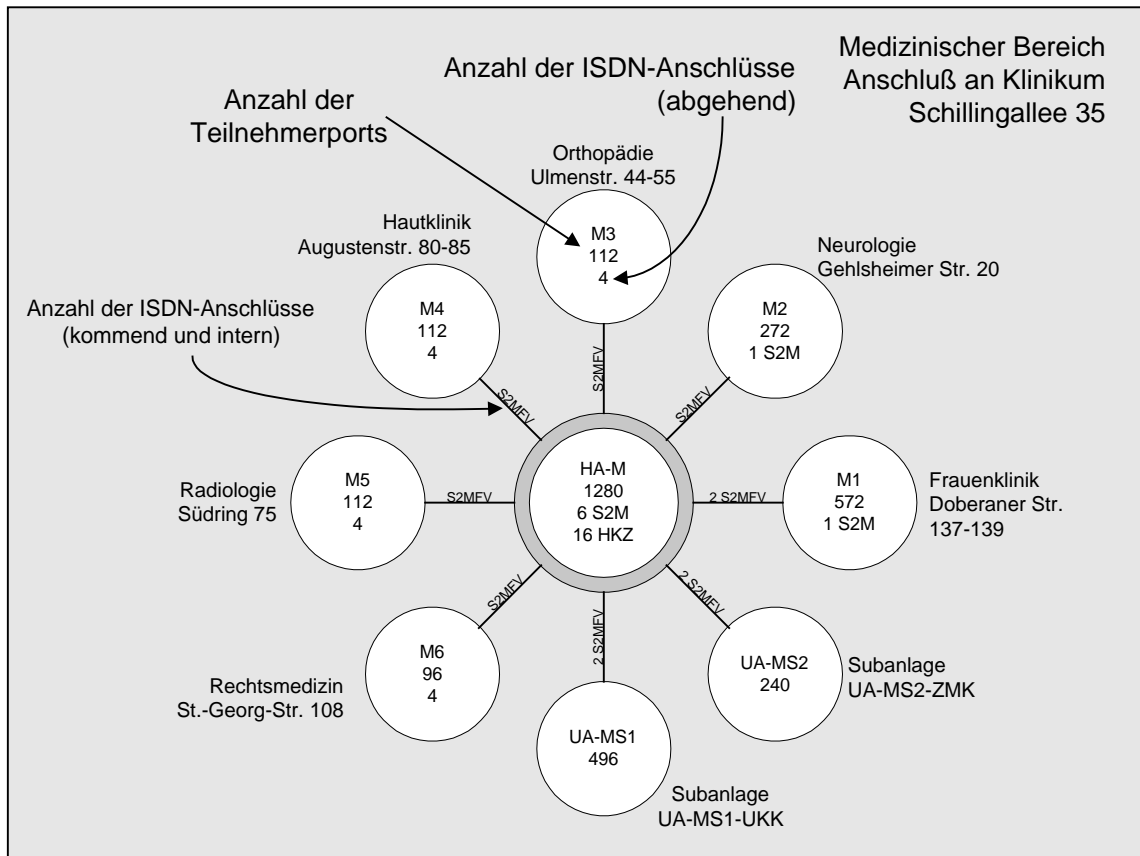 Medizinischer Bereich
Anschluß an Klinikum
Schillingallee 35
Anzahl der ISDN-Anschlüsse
(abgehend)
Anzahl der
Teilnehmerports
Orthopädie
Ulmenstr. 44-55
M3
112
4
S2MFV
Hautklinik
Augustenstr. 80-85
M4
112
4
S2MFV
Neurologie
Gehlsheimer Str. 20
M2
272
1 S2M
S2MFV
Anzahl der ISDN-Anschlüsse
(kommend und intern)
Radiologie
Südring 75
M5
112
4
S2MFV
HA-M
1280
6 S2M
16 HKZ
2 S2MFV
M1
572
1 S2M
Frauenklinik
Doberaner Str.
137-139
S2MFV
M6
96
4
Rechtsmedizin
St.-Georg-Str. 108
2 S2MFV
UA-MS1
496
Subanlage
UA-MS1-UKK
2 S2MFV
UA-MS2
240
Subanlage
UA-MS2-ZMK